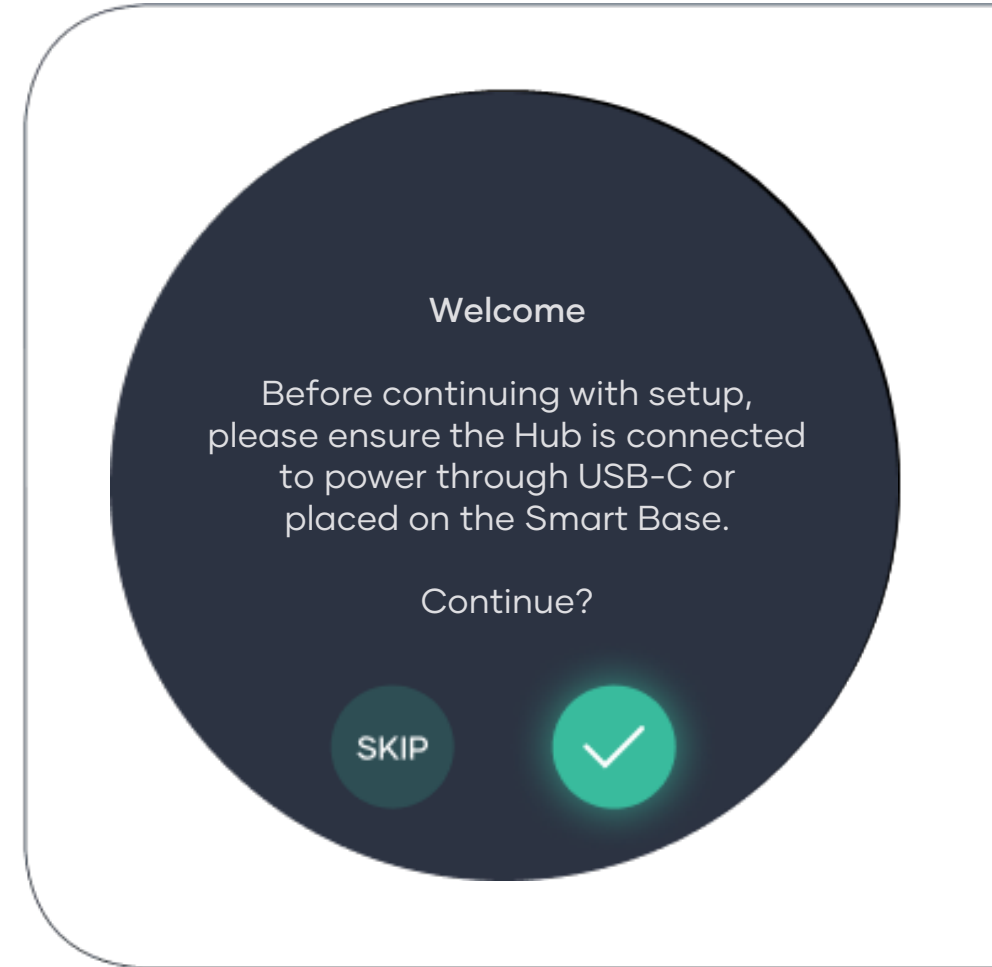 Welcome
Before continuing with setup,
please ensure the Hub is connected
to power through USB-C or
placed on the Smart Base.
Continue?
SKIP